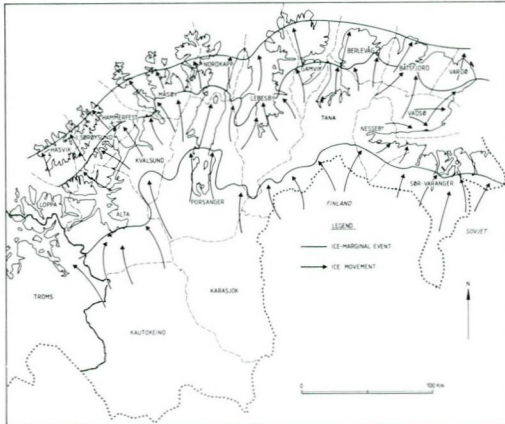 NORDKAPP
GAMVIK
BERLEVÅG
BÅTSFJORD
VARDØ
MÅSØY
LEBESBY
HAMMERFEST
TANA
VADSØ
NESSEBY
SØRØYSUND
HASVIK
KVALSUND
LOPPA
ALTA
PORSANGER
FINLAND
SØR-VARANGER
SOVJET
LEGEND
ICE-MARGINAL EVENT
ICE MOVEMENT
TROMS
KARASJOK
KAUTOKEINO
N
0 100 Km